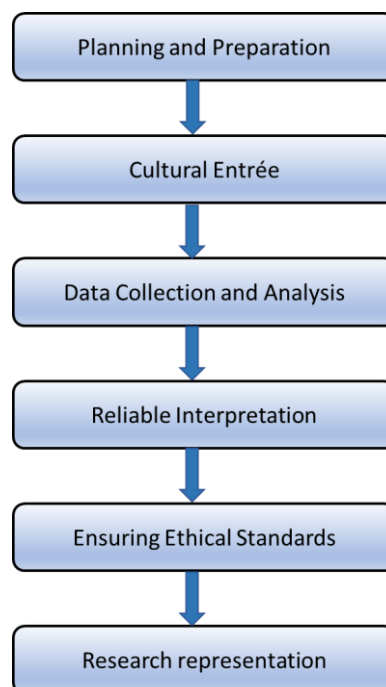 Planning and Preparation
Cultural Entrée
Data Collection and Analysis
Reliable Interpretation
Ensuring Ethical Standards
Research representation